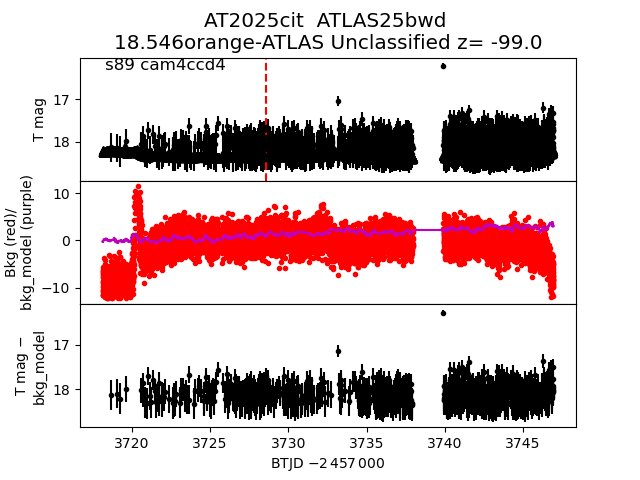 AT2025cit ATLAS25bwd
18.546orange-ATLAS Unclassified z= -99.0
s89 cam4ccd4
17
18
T mag
10
0
−10
Bkg (red)/
bkg_model (purple)
17
18
T mag −
bkg_model
3720 3725 3730 3735 3740 3745
BTJD −2 457 000